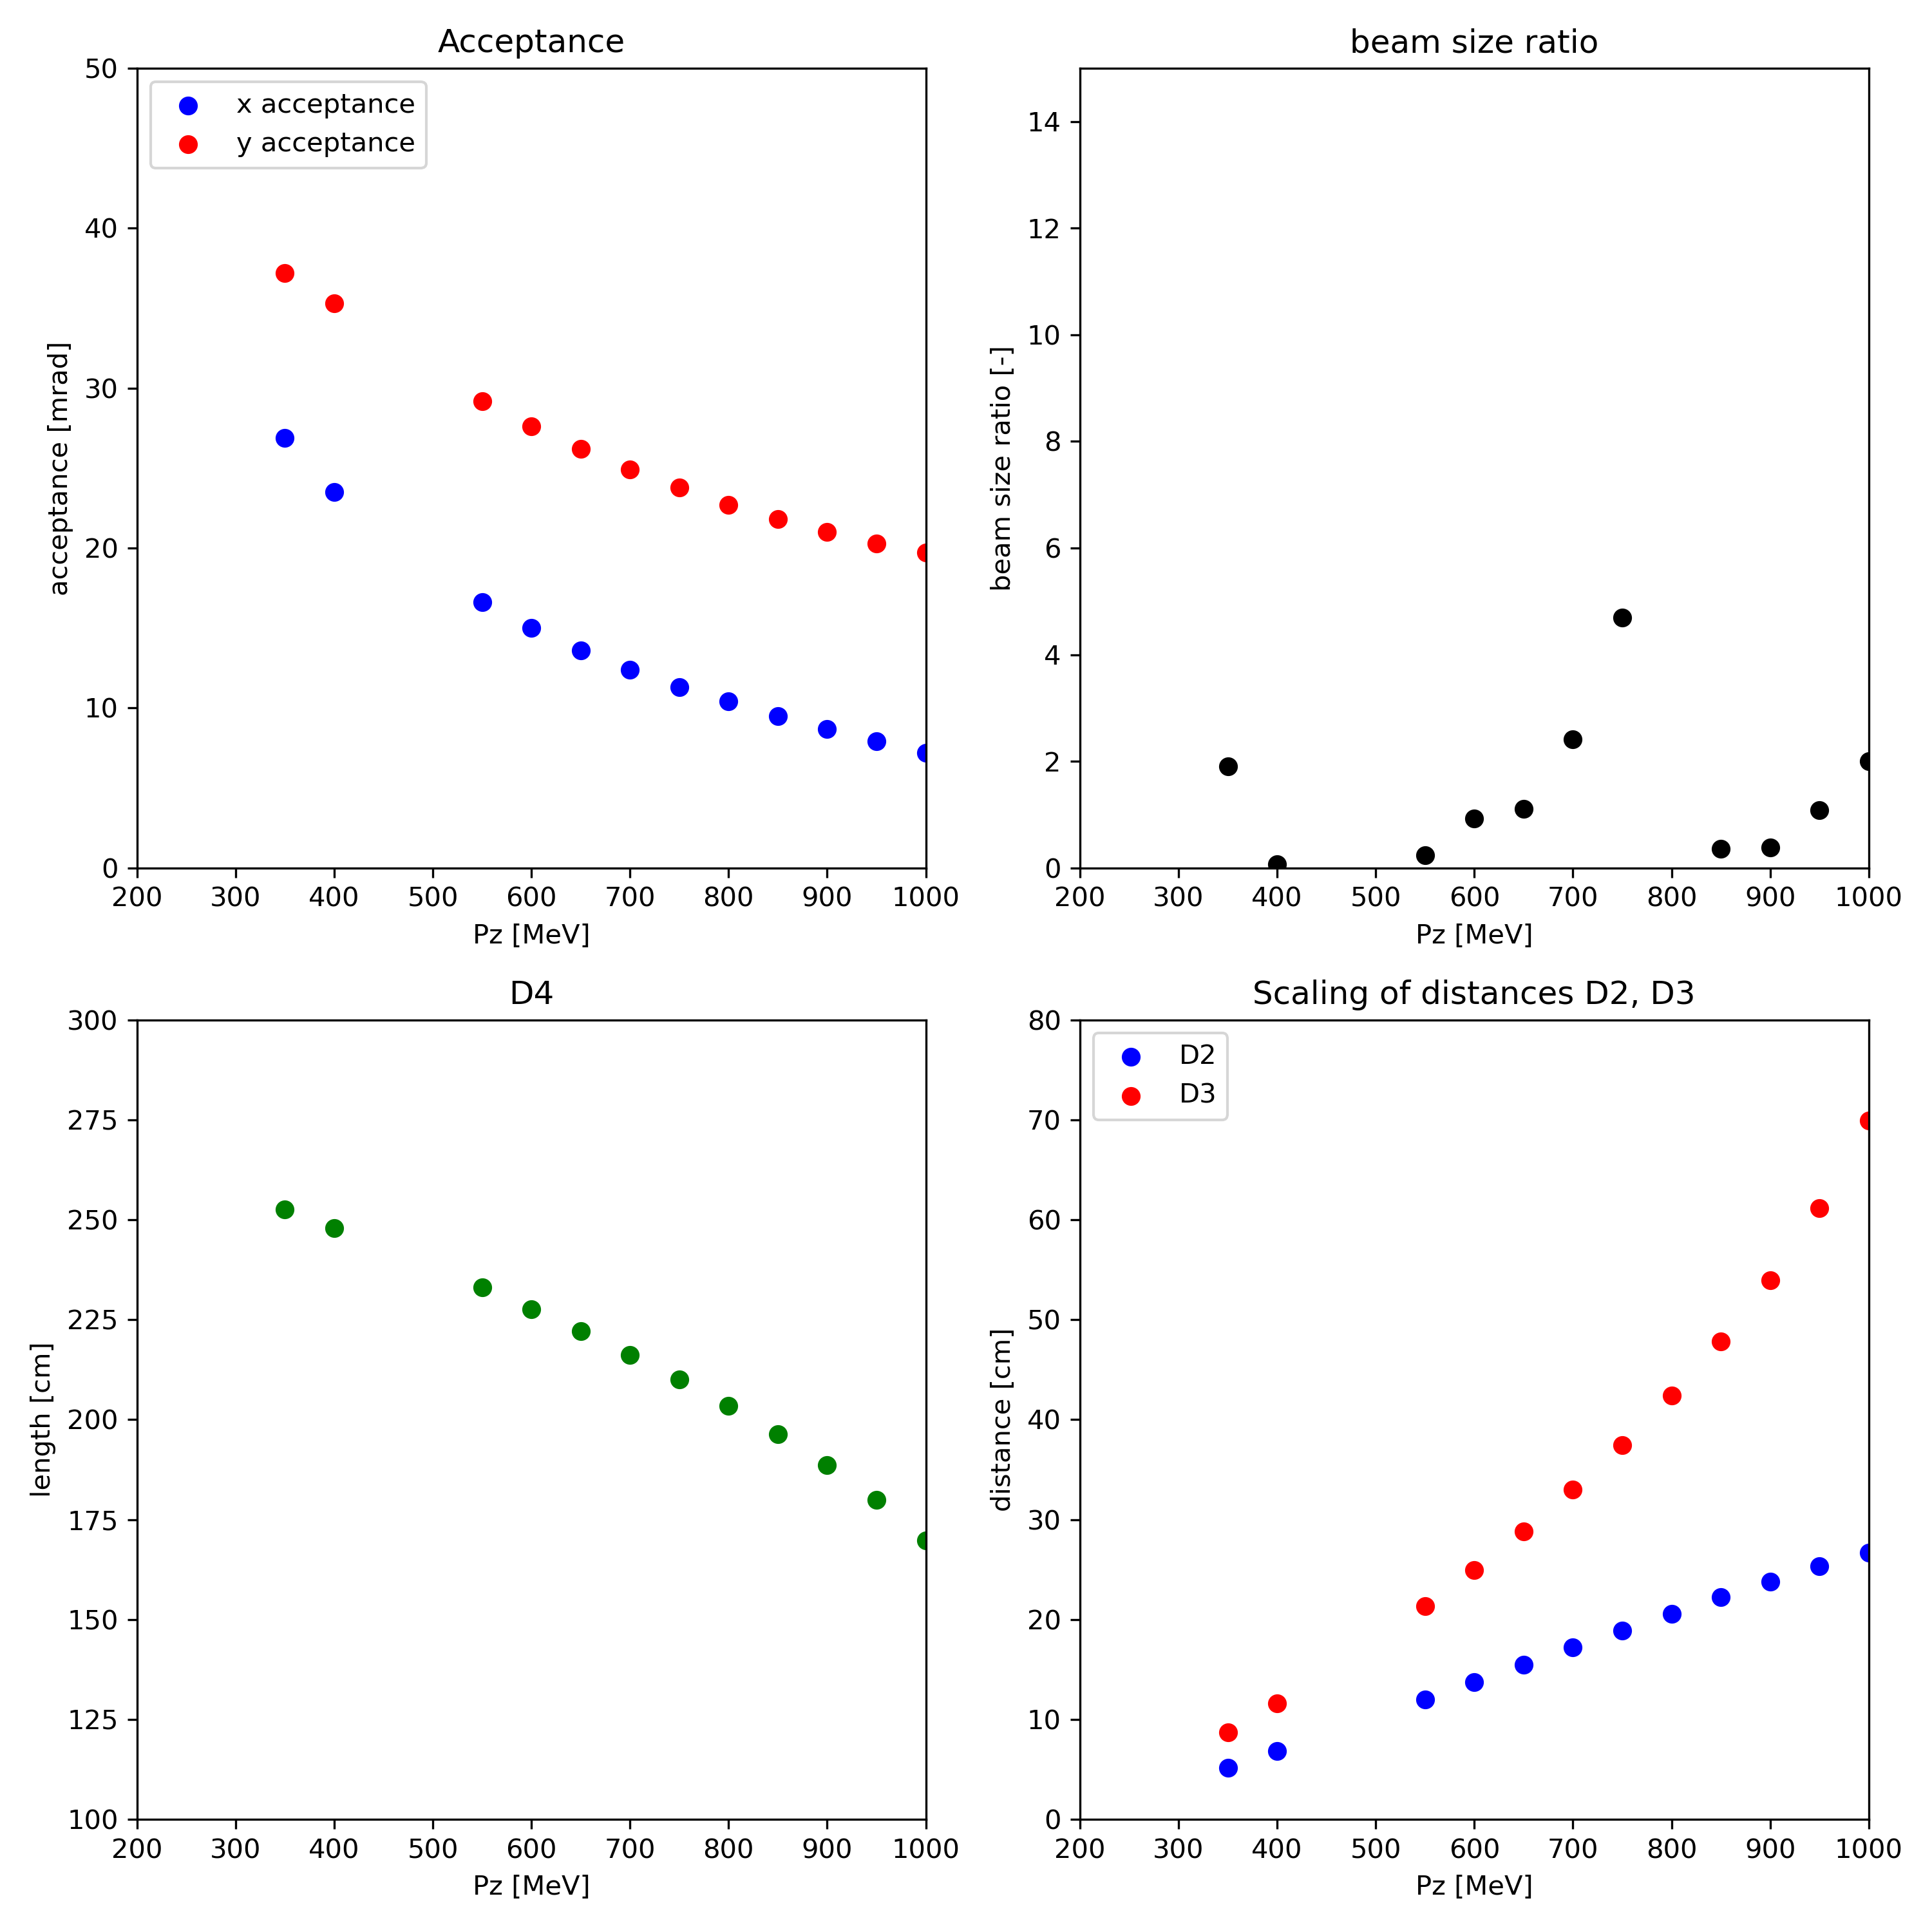 Acceptance
50
40
30
20
10
0
acceptance [mrad]
x acceptance
y acceptance
200 300 400 500 600 700 800 900 1000
Pz [MeV]
beam size ratio
14
12
10
8
6
4
2
0
beam size ratio [-]
200 300 400 500 600 700 800 900 1000
Pz [MeV]
D4
300
275
250
225
200
175
150
125
100
length [cm]
200 300 400 500 600 700 800 900 1000
Pz [MeV]
Scaling of distances D2, D3
80
70
60
50
40
30
20
10
0
distance [cm]
D2
D3
200 300 400 500 600 700 800 900 1000
Pz [MeV]